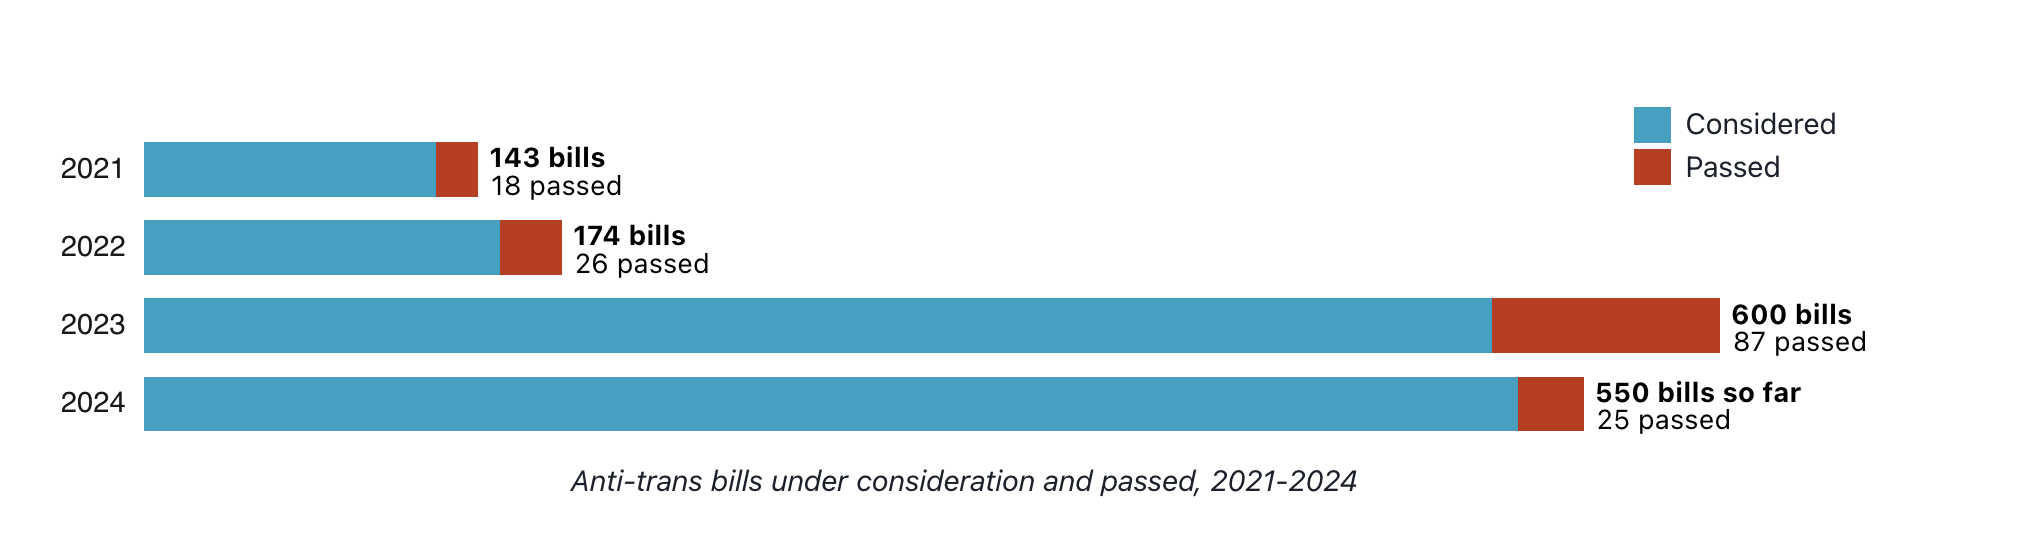 Considered
Passed
2021
143 bills
18 passed
2022
174 bills
26 passed
2023
600 bills
87 passed
2024
550 bills so far
25 passed
Anti-trans bills under consideration and passed, 2021-2024